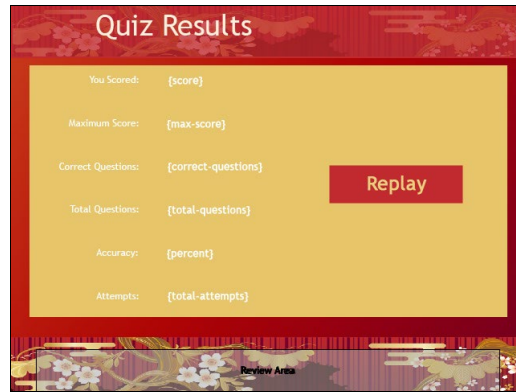 Quiz Results
You Scored: {score}
Maximum Score: {max-score}
Correct Questions: {correct-questions}
Replay
Total Questions: {total-questions}
Accuracy: {percent}
Attempts: {total-attempts}
Review Area